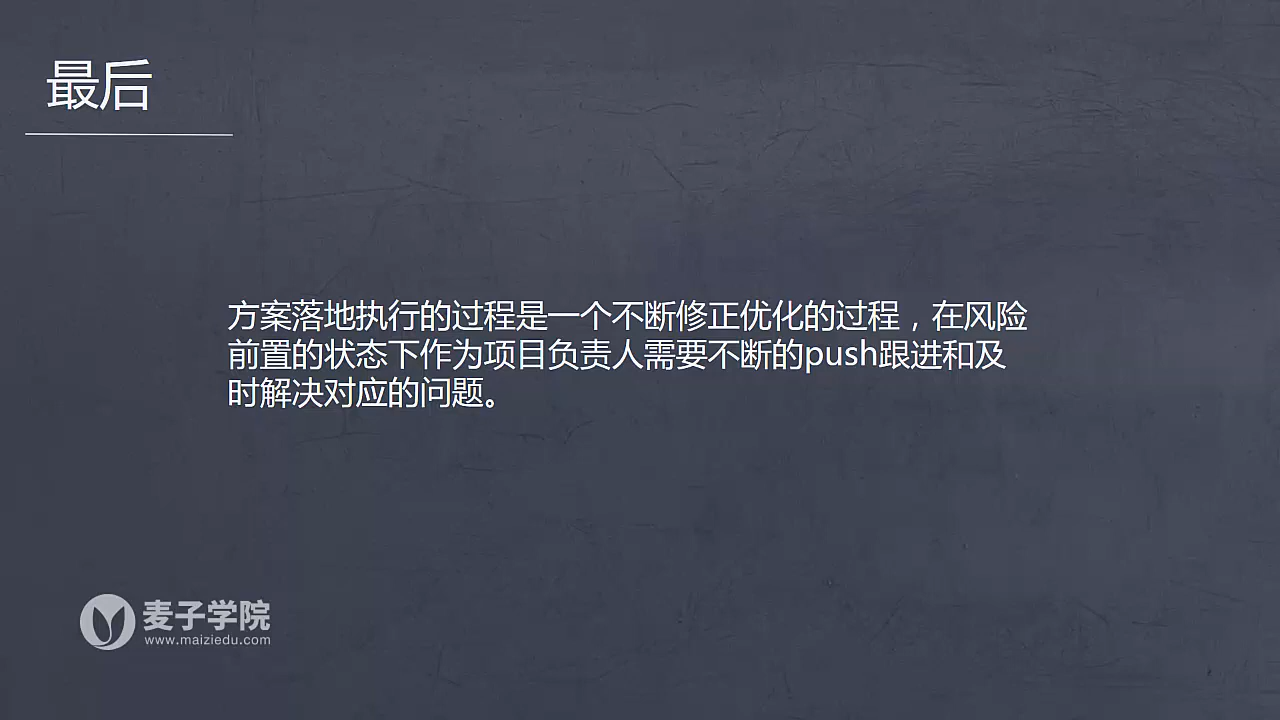 最后
方案落地执行的过程是一个不断修正优化的过程，在风险
前置的状态下作为项目负责人需要不断的push跟进和及
时解决对应的问题。
麦子学院
www.maiziedu.com